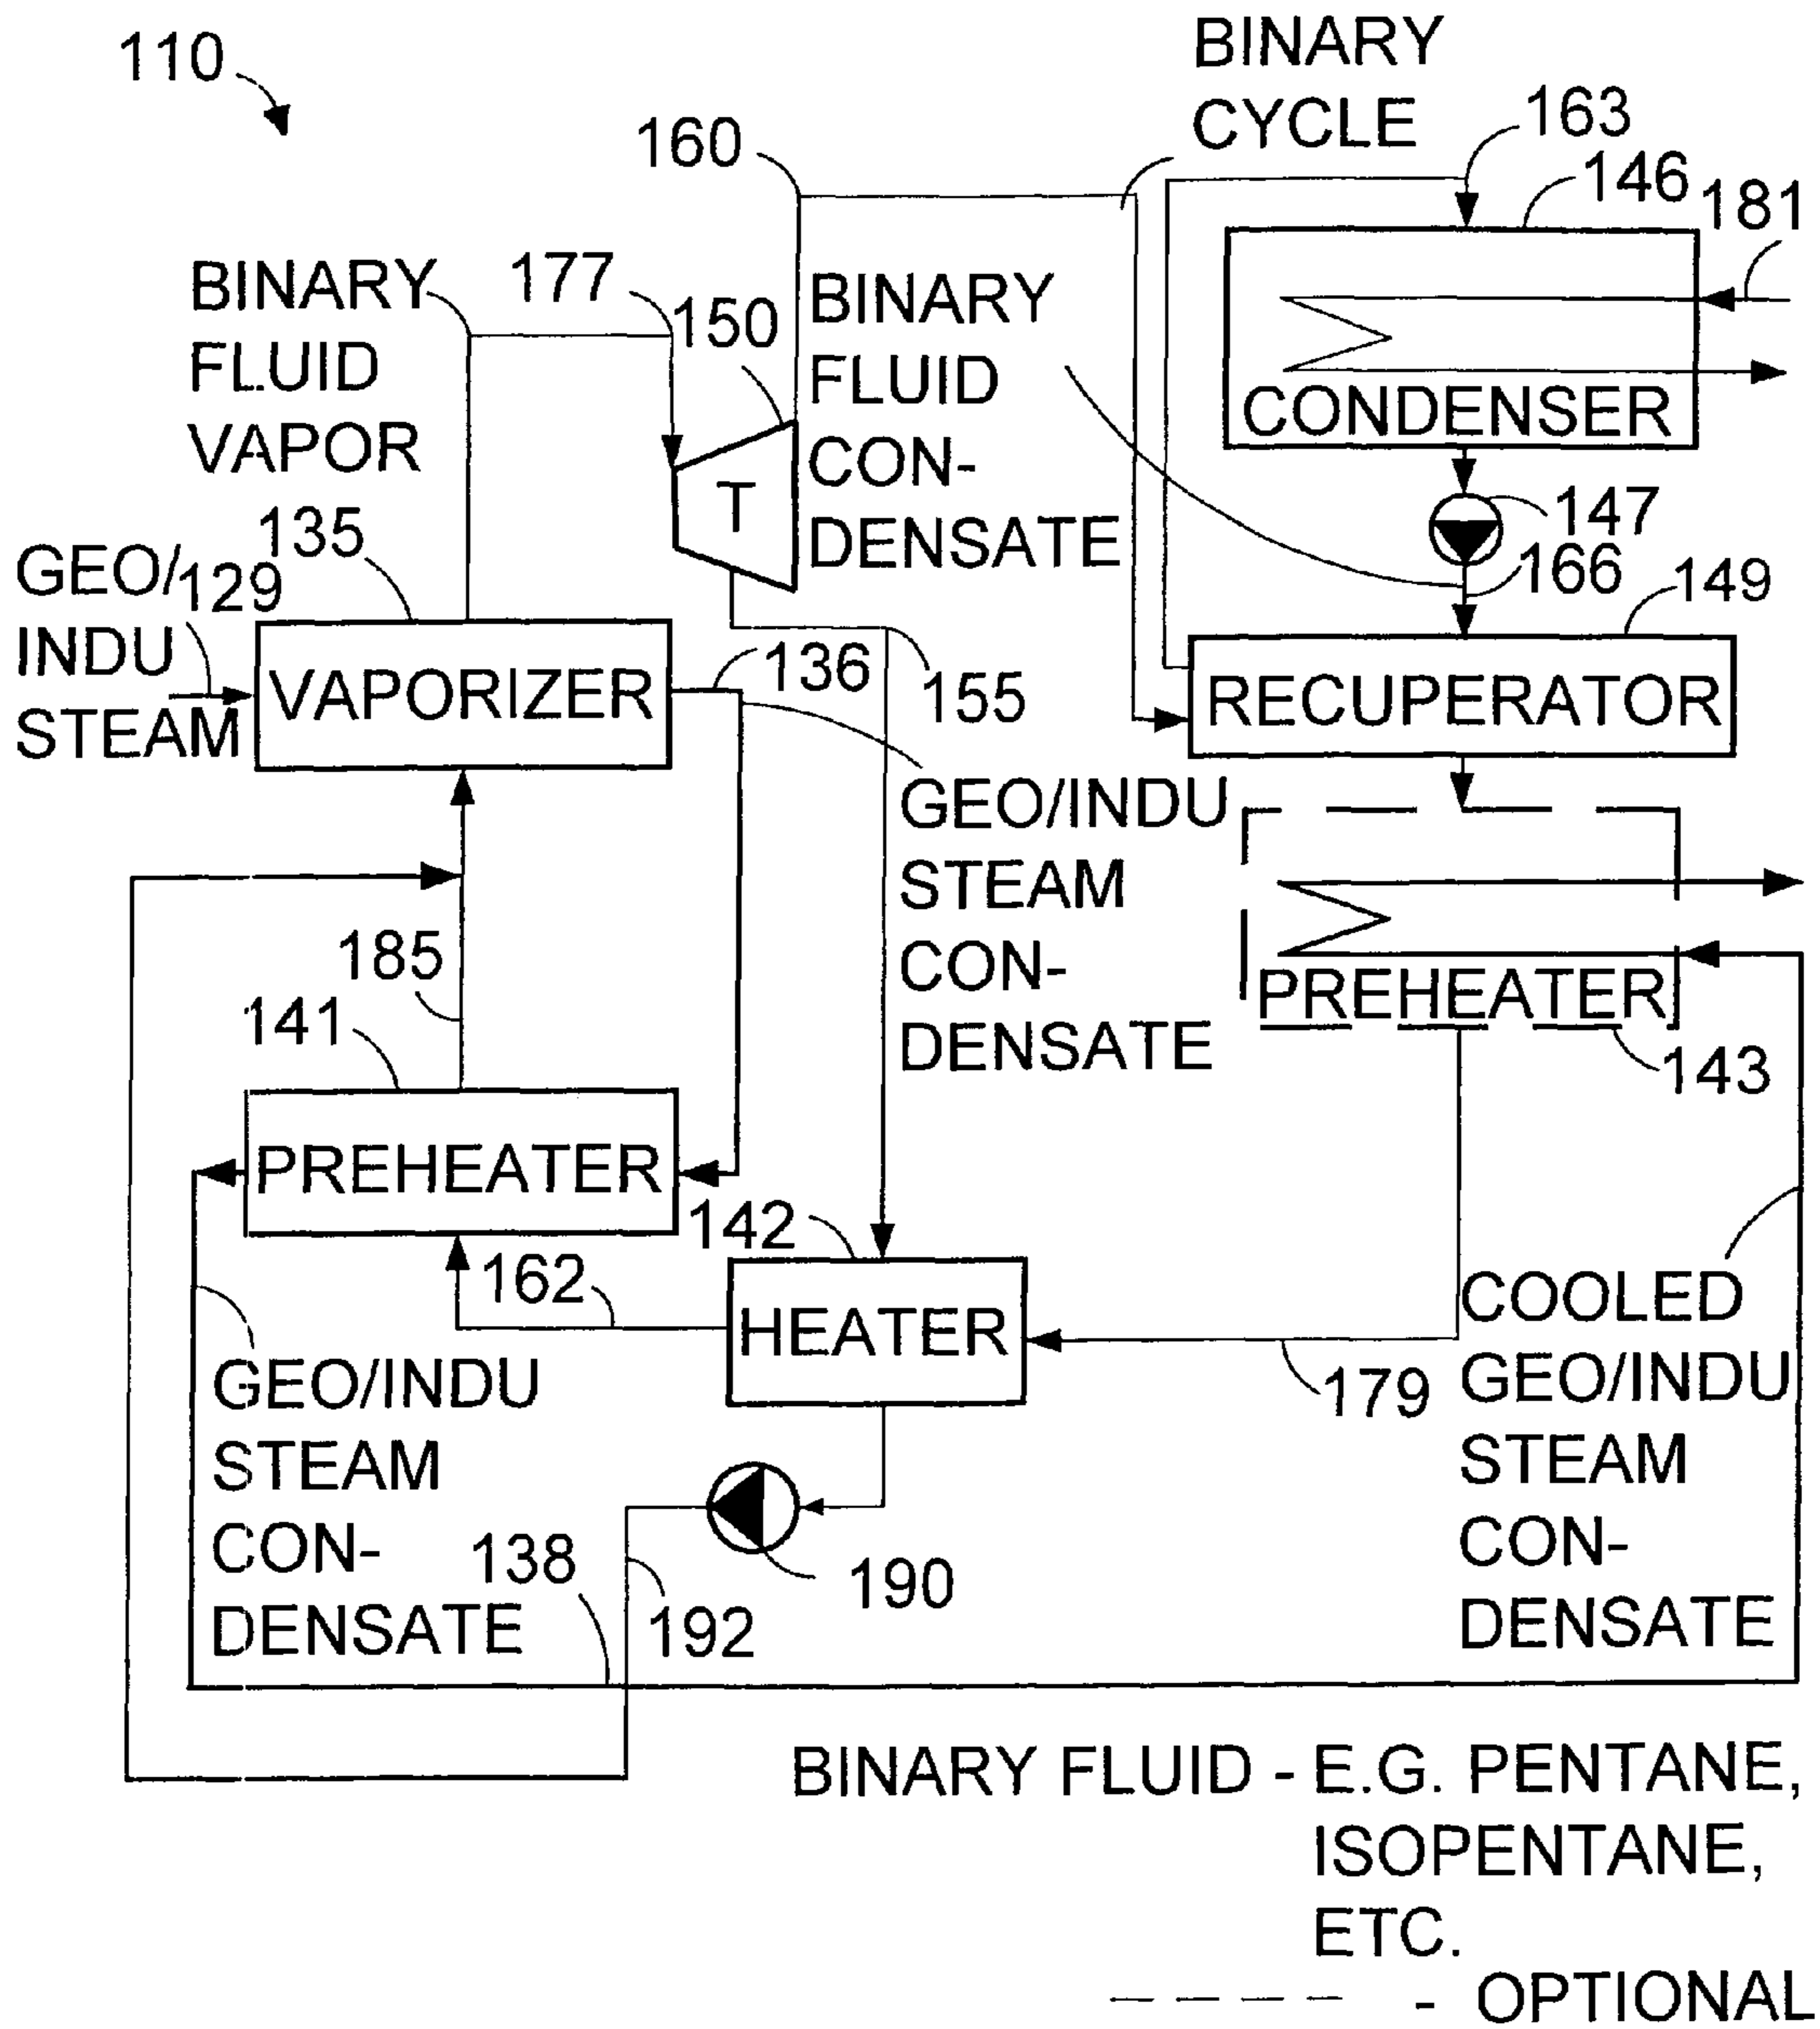 110
BINARY
CYCLE
160
163
146
181
BINARY
FLUID
VAPOR
177
150
BINARY
FLUID
CON-
DENSATE
CONDENSER
T
147
166
149
135
GEO/
129
INDU
STEAM
VAPORIZER
136
155
RECUPERATOR
GEO/INDU
STEAM
CON-
DENSATE
185
141
PREHEATER
143
PREHEATER
142
162
HEATER
179
COOLED
GEO/INDU
STEAM
CON-
DENSATE
GEO/INDU
STEAM
CON-
DENSATE
138
192
190
BINARY FLUID - E.G. PENTANE,
ISOPENTANE,
ETC.
- OPTIONAL